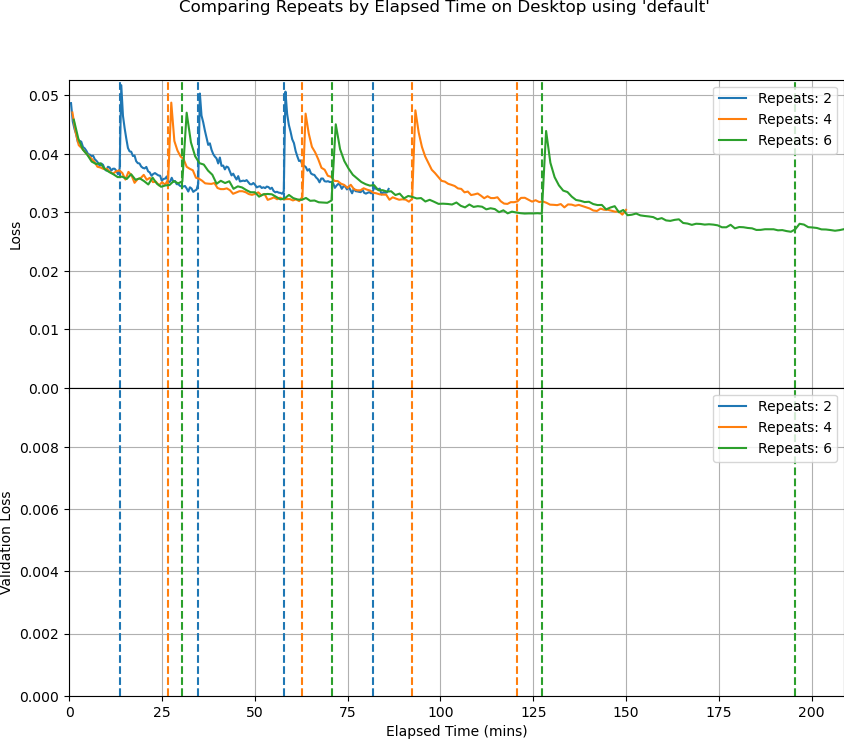 Comparing Repeats by Elapsed Time on Desktop using 'default'
0.05
0.04
0.03
0.02
0.01
0.00
Loss
Repeats: 2
Repeats: 4
Repeats: 6
0.008
0.006
0.004
0.002
0.000
Validation Loss
Repeats: 2
Repeats: 4
Repeats: 6
0 25 50 75 100 125 150 175 200
Elapsed Time (mins)